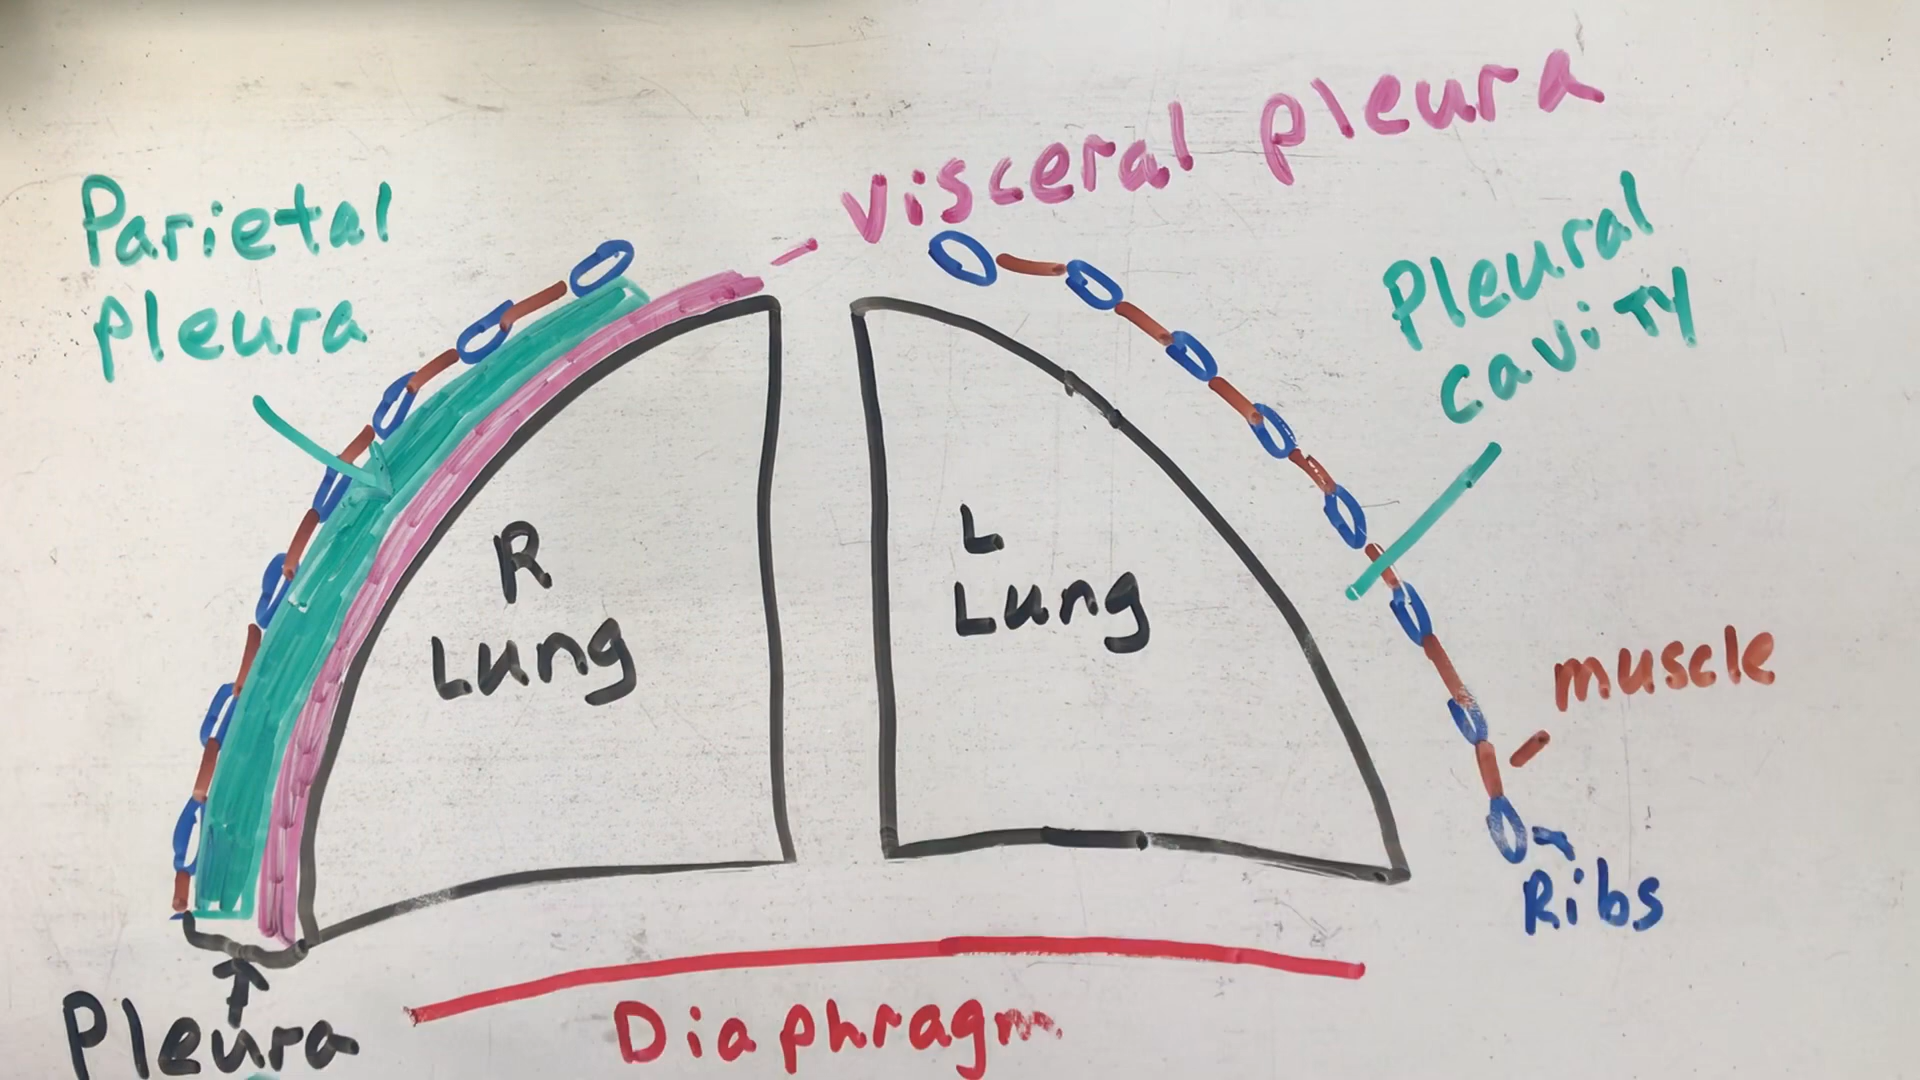 Visceral pleura
Parietal
pleura
Pleural
cavity
R
Lung
L
Lung
muscle
Ribs
Pleura
Diaphragm